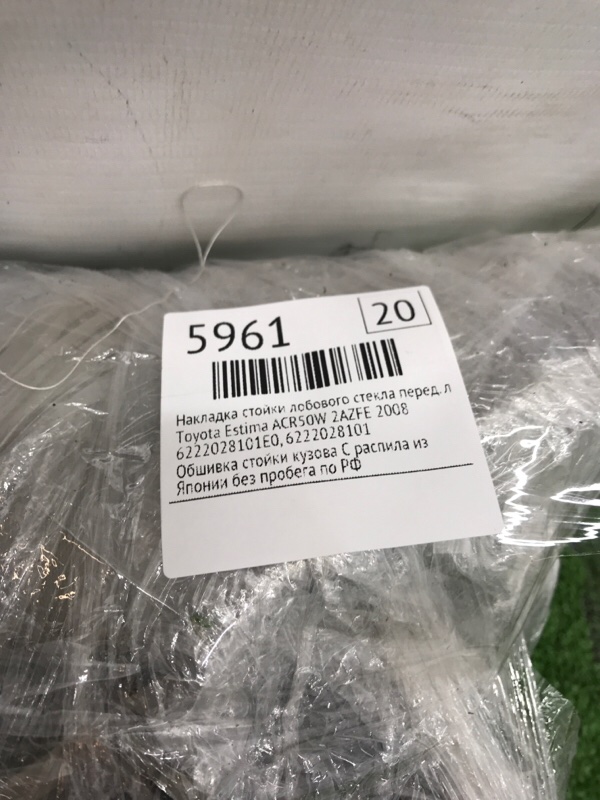 5961
20
Накладка стойки лобового стекла перед. л
Toyota Estima ACR50W 2AZFE 2008
6222028101E0, 6222028101
Обшивка стойки кузова С распила из
Японии без пробега по РФ